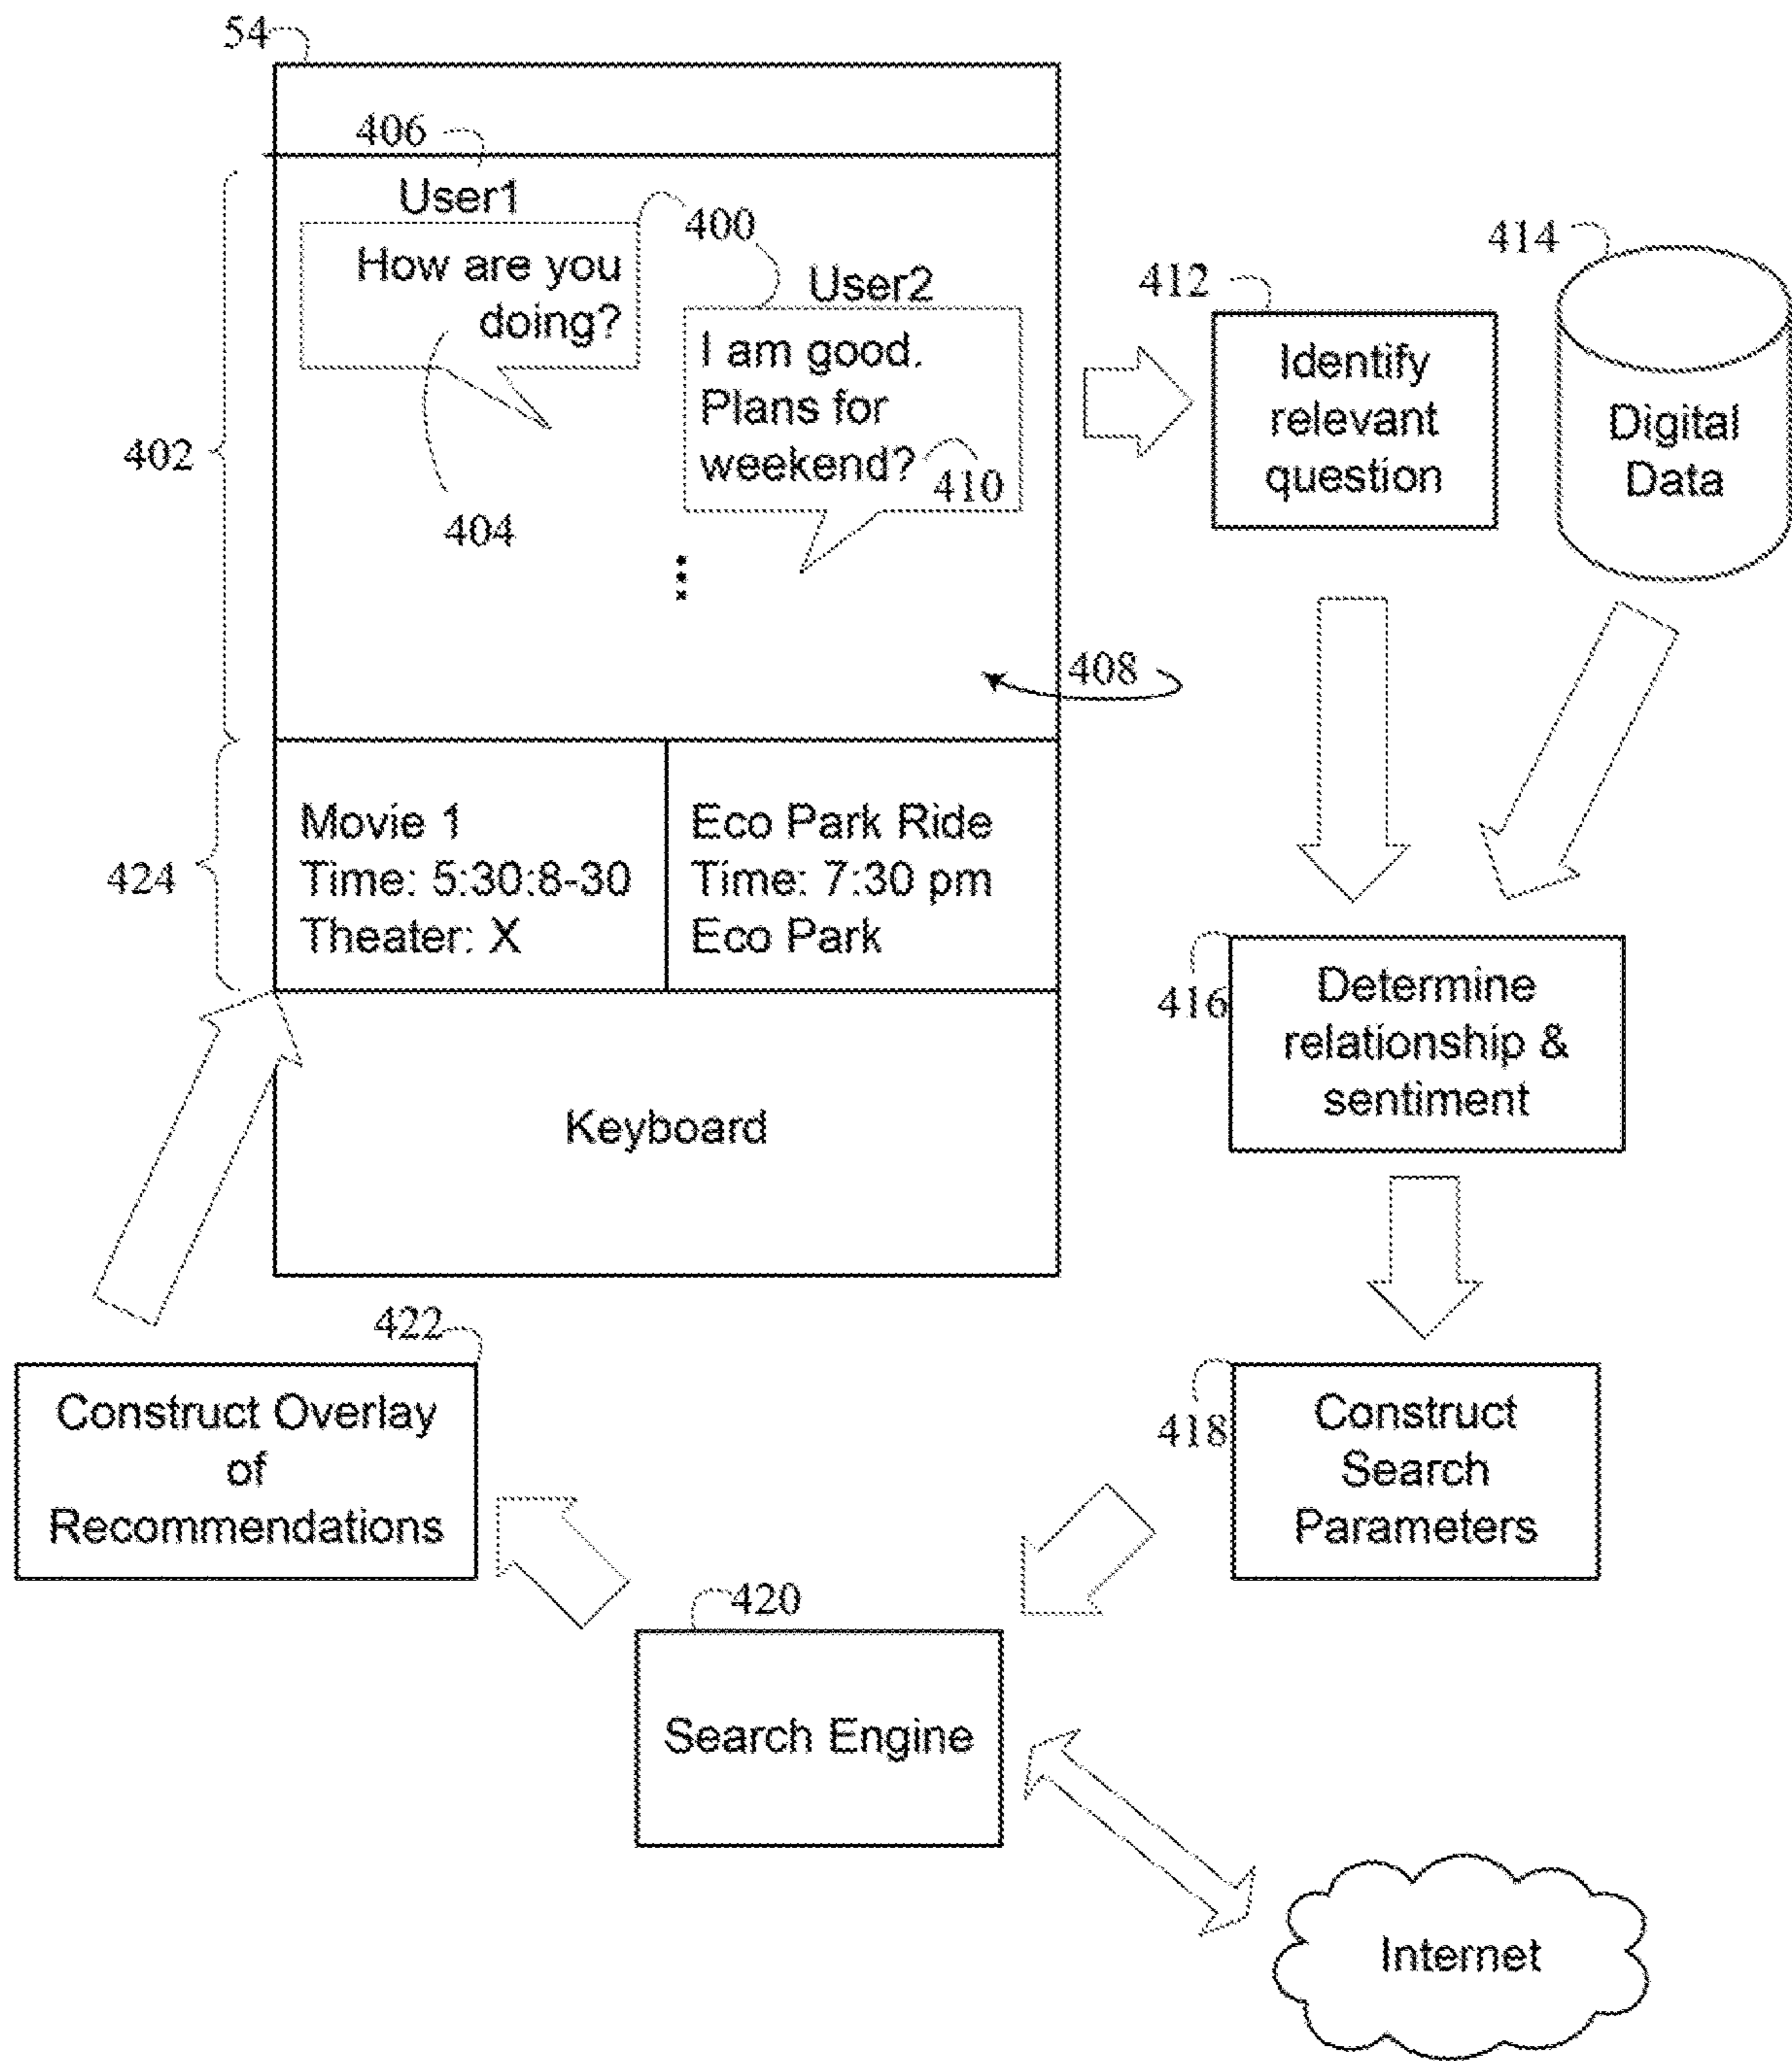 54
406
User1
400
How are you
doing?
User2
I am good.
Plans for
weekend?
410
404
402
408
412
Identify
relevant
question
414
Digital
Data
Movie 1
Time: 5:30:8-30
Theater: X
Eco Park Ride
Time: 7:30 pm
Eco Park
424
416
Determine
relationship &
sentiment
Keyboard
422
Construct Overlay
of
Recommendations
418
Construct
Search
Parameters
420
Search Engine
Internet